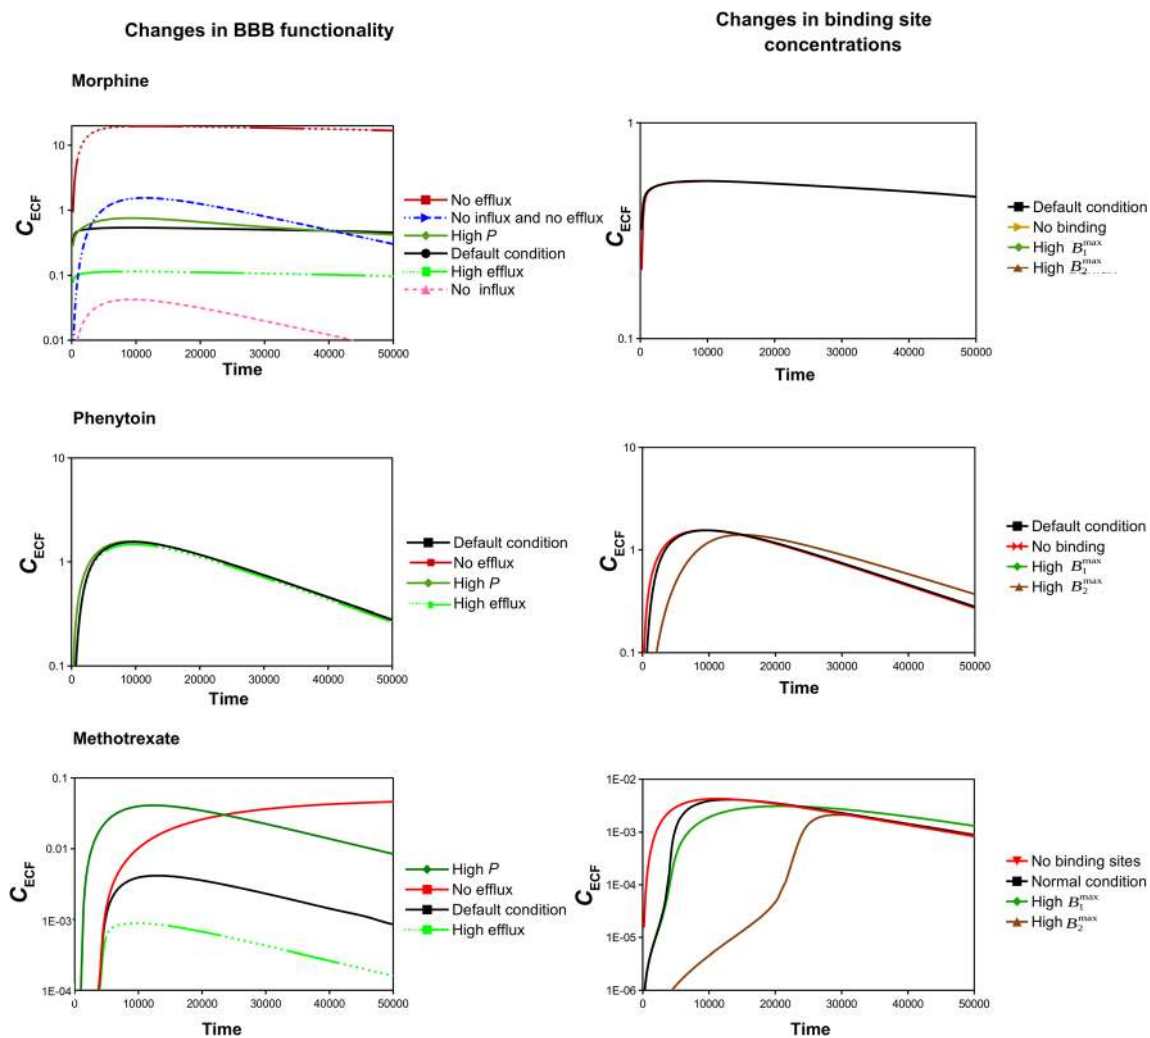 Changes in BBB functionality
Changes in binding site
concentrations
Morphine
10
1
0.1
0.01
C_ECF
0 10000 20000 30000 40000 50000
Time
No efflux
No influx and no efflux
High P
Default condition
High efflux
No influx
1
0.1
C_ECF
0 10000 20000 30000 40000 50000
Time
Default condition
No binding
High B_1^max
High B_2^max
Phenytoin
10
1
0.1
C_ECF
0 10000 20000 30000 40000 50000
Time
Default condition
No efflux
High P
High efflux
10
1
0.1
C_ECF
0 10000 20000 30000 40000 50000
Time
Default condition
No binding
High B_1^max
High B_2^max
Methotrexate
0.1
0.01
1E-03
1E-04
C_ECF
0 10000 20000 30000 40000 50000
Time
High P
No efflux
Default condition
High efflux
1E-02
1E-03
1E-04
1E-05
1E-06
C_ECF
0 10000 20000 30000 40000 50000
Time
No binding sites
Normal condition
High B_1^max
High B_2^max